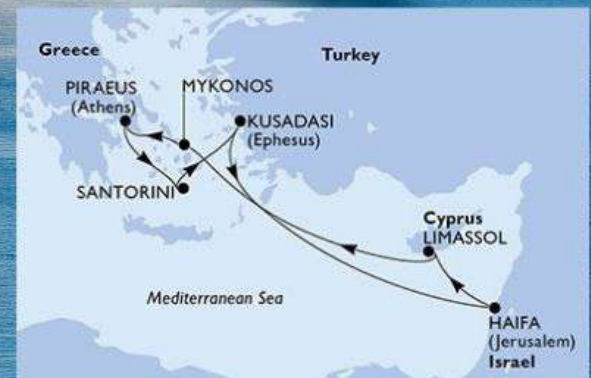 Greece
Turkey
PIRAEUS
(Athens)
MYKONOS
KUSADASI
(Ephesus)
SANTORINI
Cyprus
LIMASSOL
Mediterranean Sea
HAIFA
(Jerusalem)
Israel